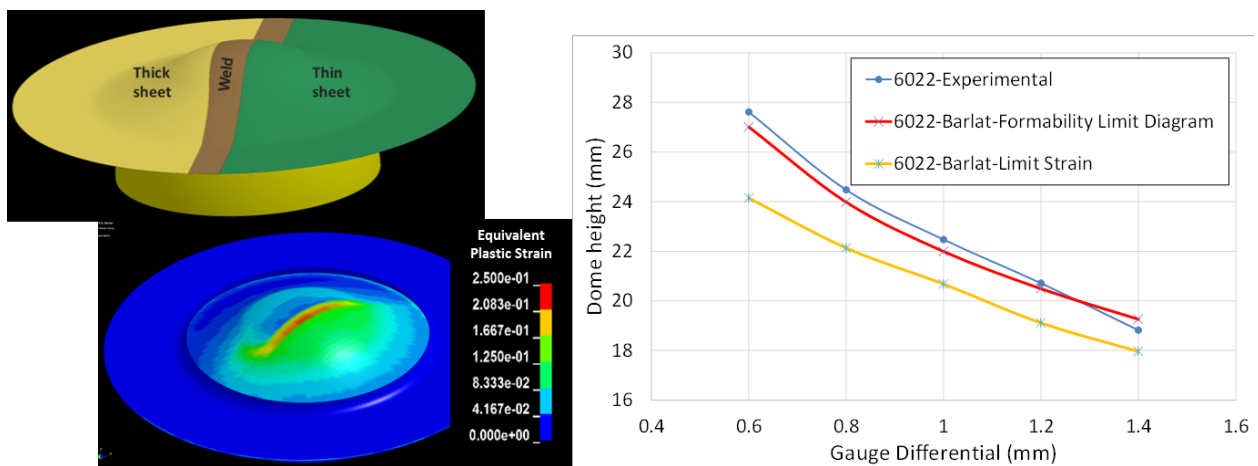 Thick
sheet
Weld
Thin
sheet
Equivalent
Plastic Strain
2.500e-01
2.083e-01
1.667e-01
1.250e-01
8.333e-02
4.167e-02
0.000e+00
30
28
26
24
22
20
18
16
Dome height (mm)
6022-Experimental
6022-Barlat-Formability Limit Diagram
6022-Barlat-Limit Strain
0.4 0.6 0.8 1 1.2 1.4 1.6
Gauge Differential (mm)